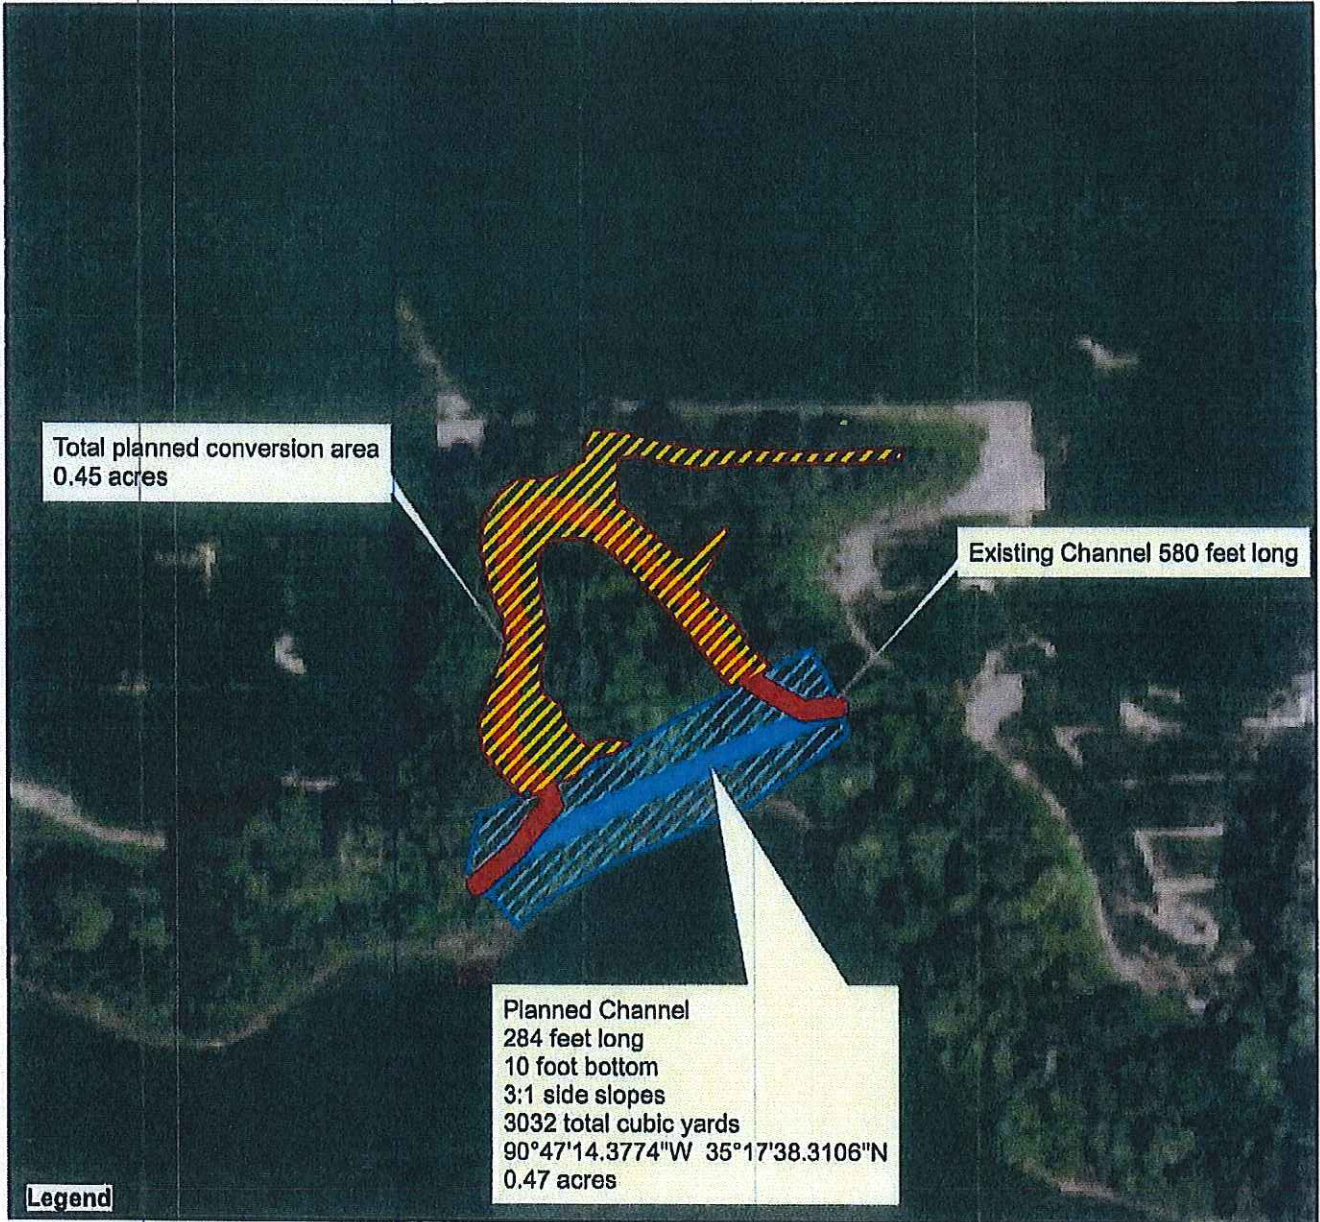 Total planned conversion area
0.45 acres
Existing Channel 580 feet long
Planned Channel
284 feet long
10 foot bottom
3:1 side slopes
3032 total cubic yards
90°47'14.3774"W 35°17'38.3106"N
0.47 acres
Legend